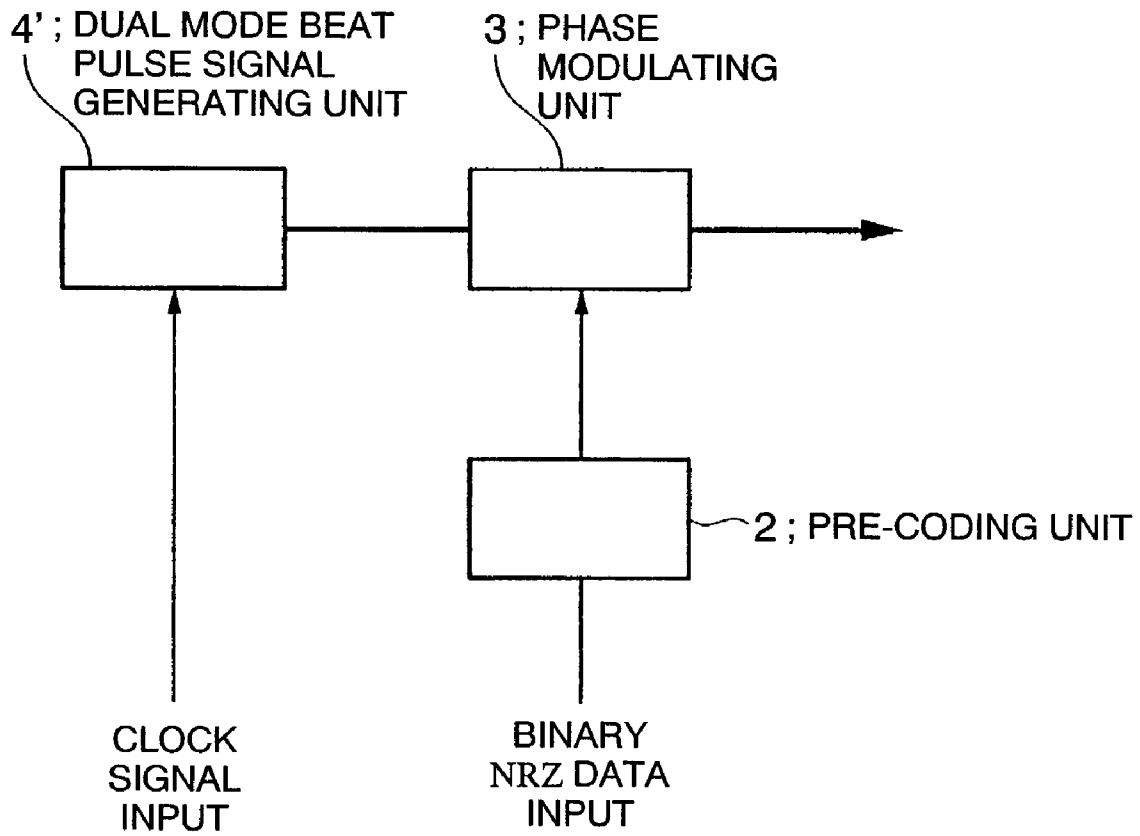 4' ; DUAL MODE BEAT
PULSE SIGNAL
GENERATING UNIT
3 ; PHASE
MODULATING
UNIT
2 ; PRE-CODING UNIT
CLOCK
SIGNAL
INPUT
BINARY
NRZ DATA
INPUT